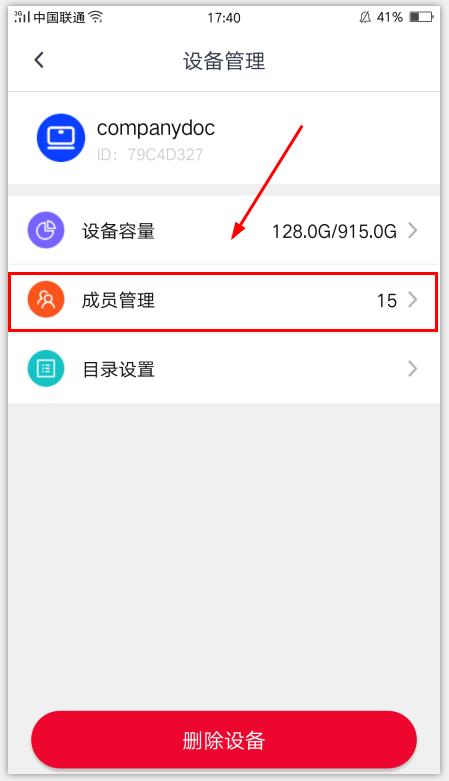 3G 中国联通 17:40 41%
设备管理
companydoc
ID：79C4D327
设备容量 128.0G/915.0G
成员管理 15
目录设置
删除设备